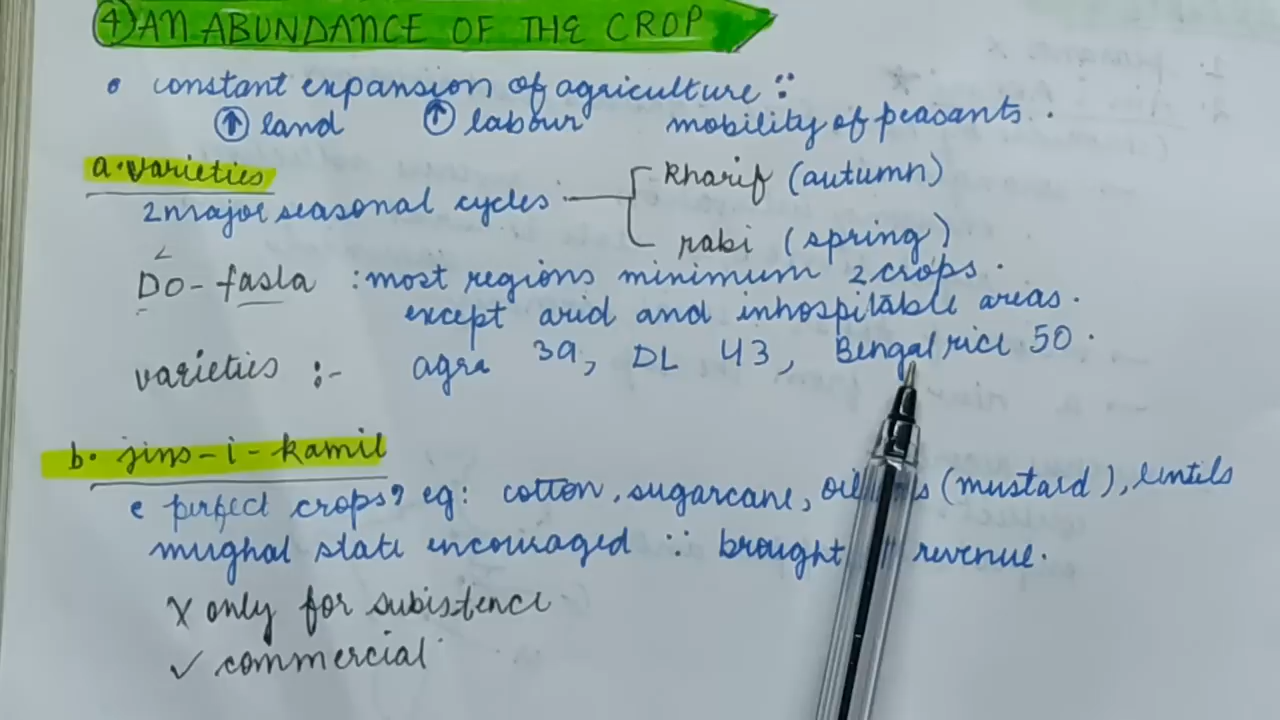 ④ AN ABUNDANCE OF THE CROP
• constant expansion of agriculture ∵
↑ land ↑ labour mobility of peasants .
a. varieties
2 major seasonal cycles — kharif (autumn)
rabi (spring)
Do-fasla : most regions minimum 2 crops .
except arid and inhospitable areas .
varieties :- agra 39, DL 43, Bengal rice 50 .
b. jins-i-kamil
perfect crops eg: cotton, sugarcane, (mustard), lentils
mughal state encouraged ∵ brought revenue .
X only for subistence
✓ commercial